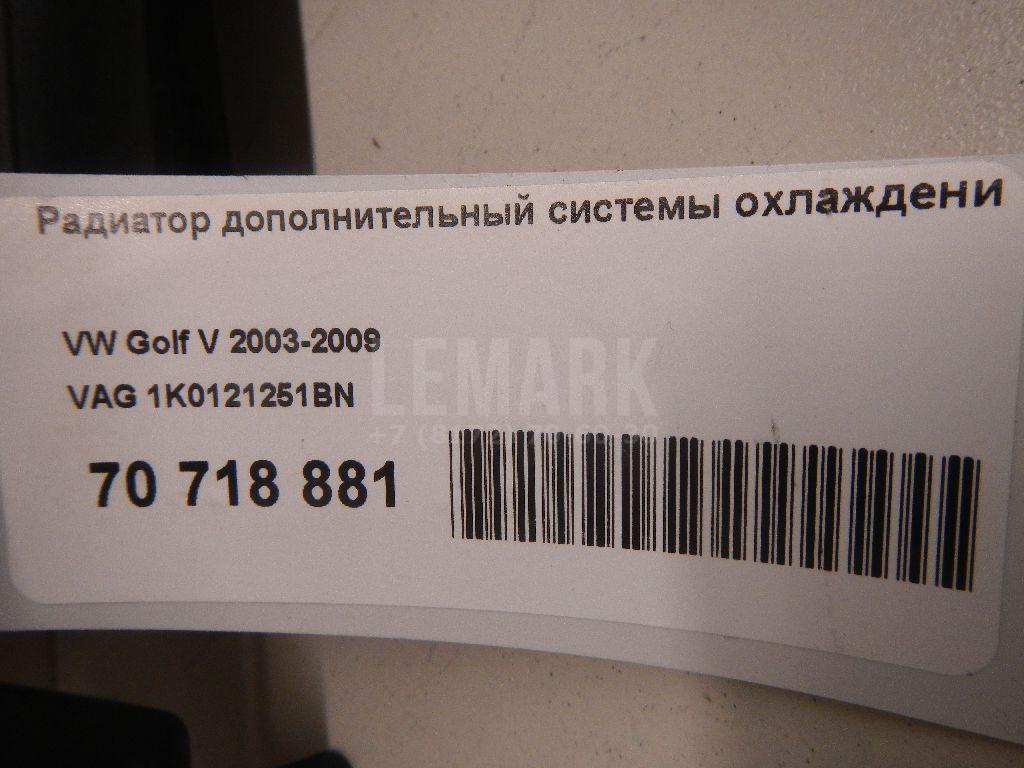 Радиатор дополнительный системы охлаждени
VW Golf V 2003-2009
VAG 1K0121251BN
LEMARK
70 718 881